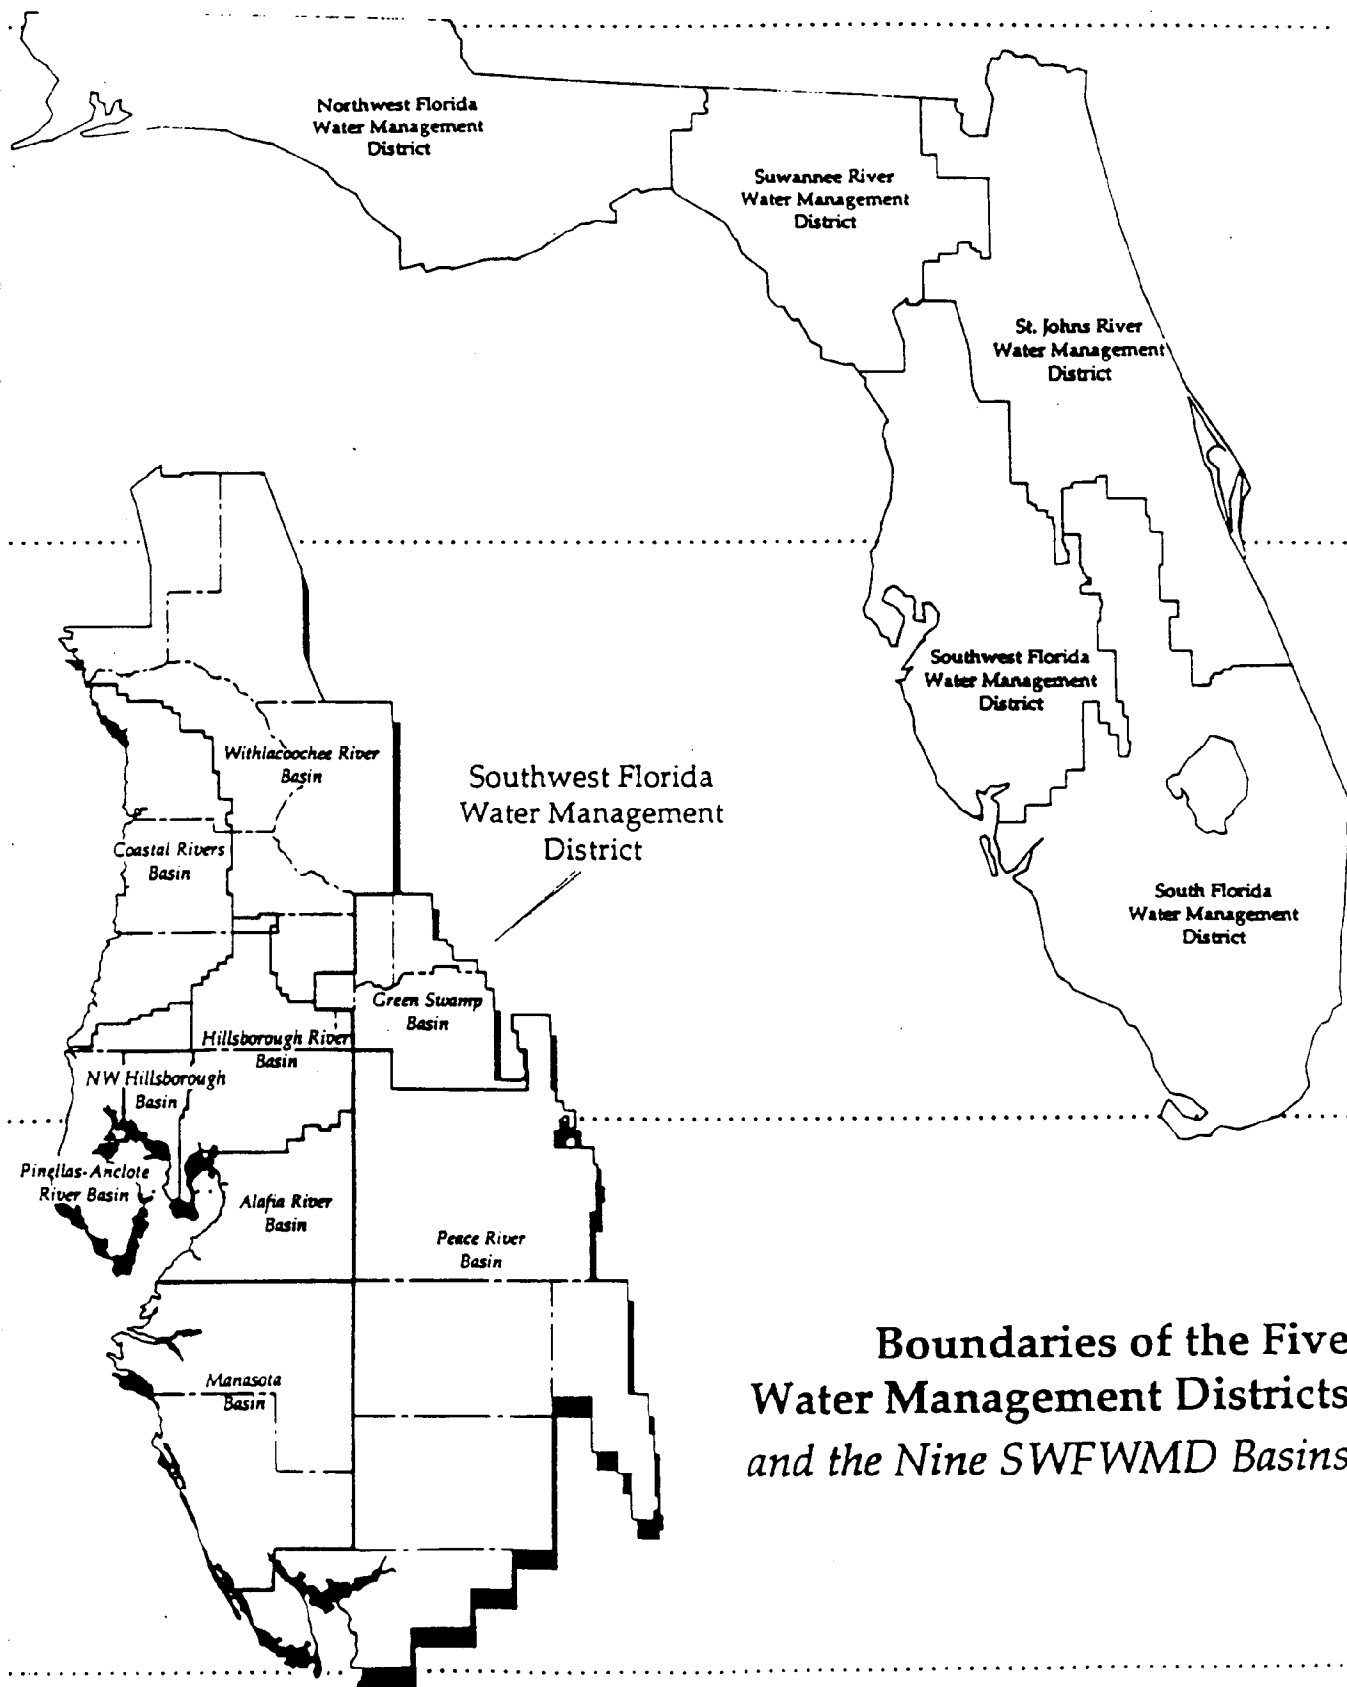 Northwest Florida
Water Management
District
Suwannee River
Water Management
District
St. Johns River
Water Management
District
Southwest Florida
Water Management
District
South Florida
Water Management
District
Southwest Florida
Water Management
District
Withlacoochee River
Basin
Coastal Rivers
Basin
Green Swamp
Basin
Hillsborough River
Basin
NW Hillsborough
Basin
Pinellas-Anclote
River Basin
Alafia River
Basin
Peace River
Basin
Manasota
Basin
Boundaries of the Five
Water Management Districts
and the Nine SWFWMD Basins